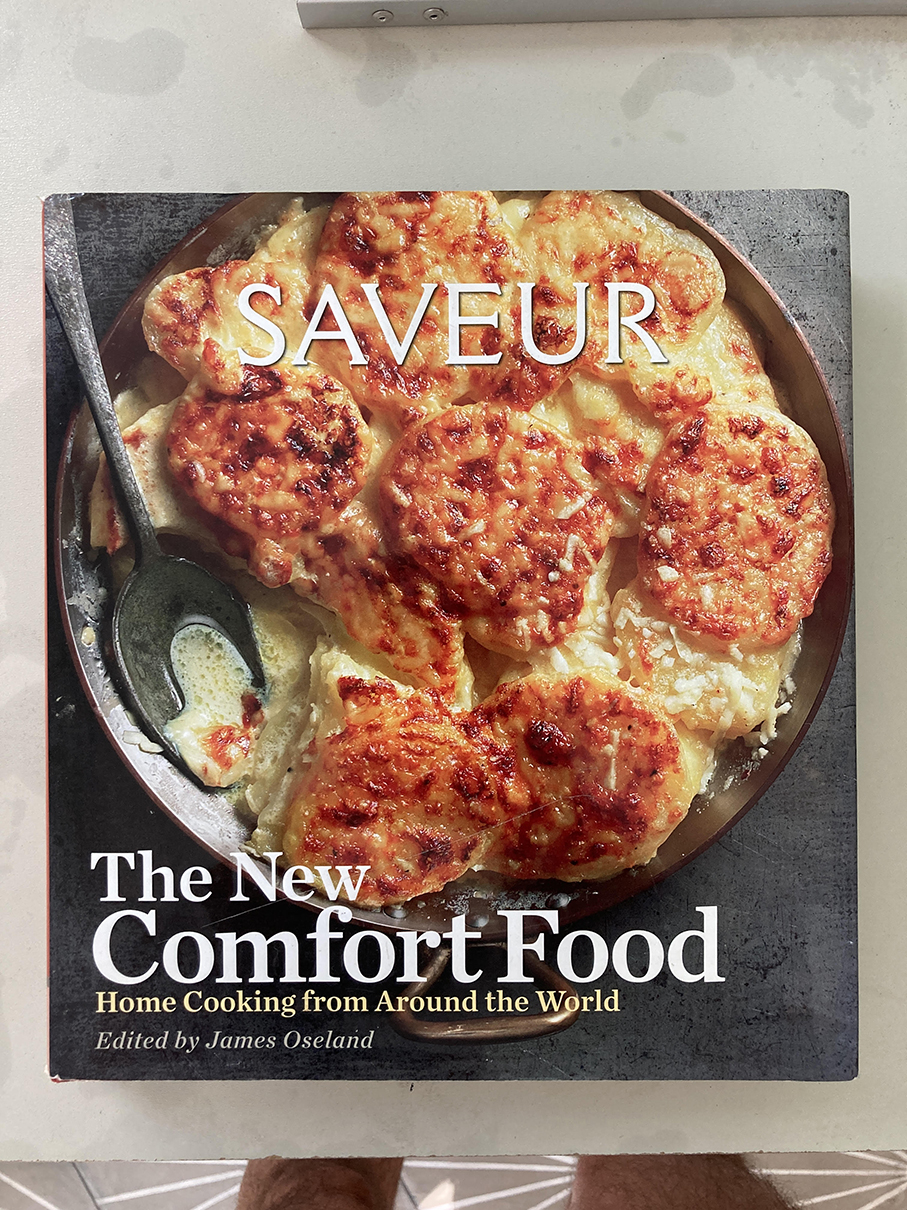 SAVEUR
The New
Comfort Food
Home Cooking from Around the World
Edited by James Oseland